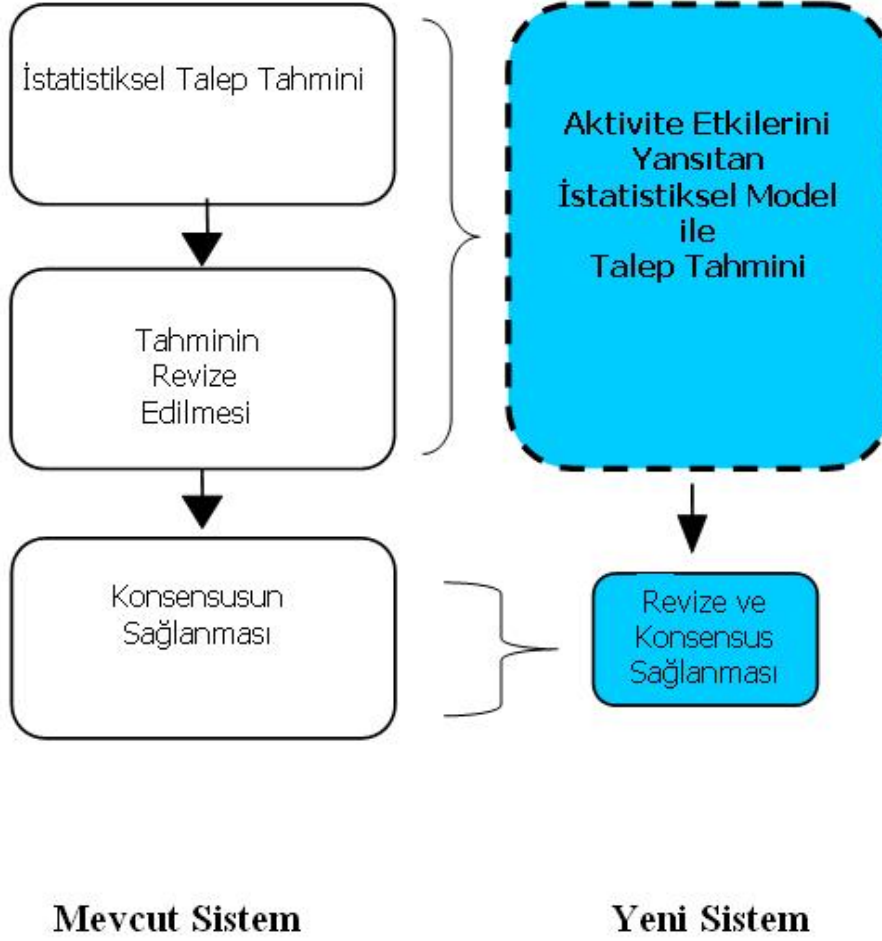 İstatistiksel Talep Tahmini
Tahminin
Revize
Edilmesi
Konsensusun
Sağlanması
Aktivite Etkilerini
Yansıtan
İstatistiksel Model
ile
Talep Tahmini
Revize ve
Konsensus
Sağlanması
Mevcut Sistem
Yeni Sistem